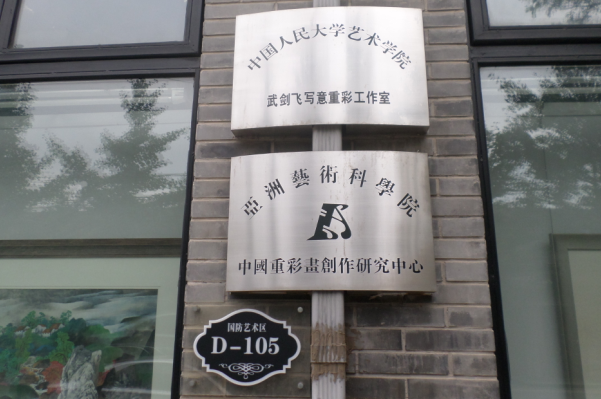 中国人民大学艺术学院
武剑飞写意重彩工作室
亞洲藝術科學院
中國重彩畫創作研究中心
国防艺术区
D-105